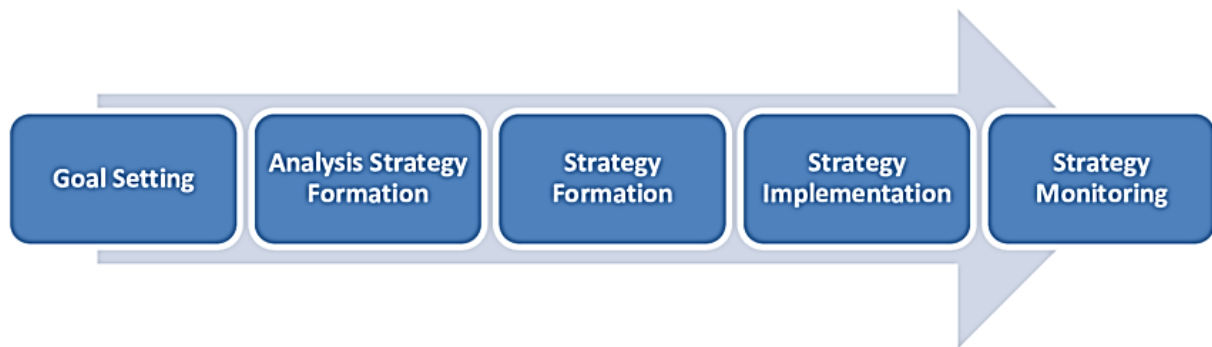 Goal Setting
Analysis Strategy
Formation
Strategy
Formation
Strategy
Implementation
Strategy
Monitoring